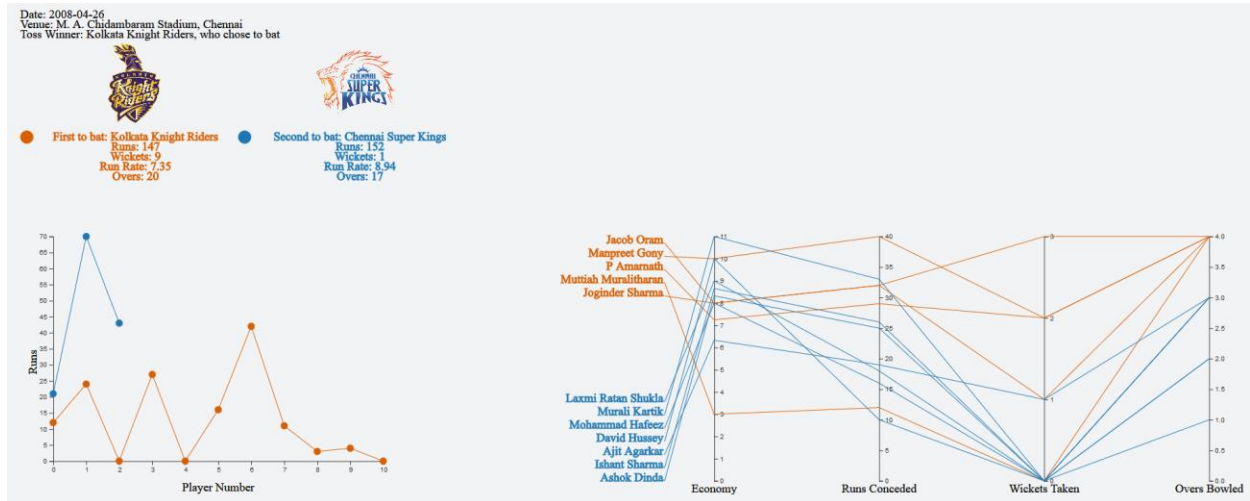 Date: 2008-04-26
Venue: M. A. Chidambaram Stadium, Chennai
Toss Winner: Kolkata Knight Riders, who chose to bat
KOLKATA
Knight
Riders
CHENNAI
SUPER
KINGS
First to bat: Kolkata Knight Riders
Runs: 147
Wickets: 9
Run Rate: 7.35
Overs: 20
Second to bat: Chennai Super Kings
Runs: 152
Wickets: 1
Run Rate: 8.94
Overs: 17
70
65
60
55
50
45
40
35
30
25
20
15
10
5
0
Runs
0 1 2 3 4 5 6 7 8 9 10
Player Number
Jacob Oram
Manpreet Gony
P Amarnath
Muttiah Muralitharan
Joginder Sharma
Laxmi Ratan Shukla
Murali Kartik
Mohammad Hafeez
David Hussey
Ajit Agarkar
Ishant Sharma
Ashok Dinda
11
10
9
8
7
6
5
4
3
2
1
0
Economy
40
35
30
25
20
15
10
5
0
Runs Conceded
3
2
1
0
Wickets Taken
4.0
3.5
3.0
2.5
2.0
1.5
1.0
0.5
0.0
Overs Bowled